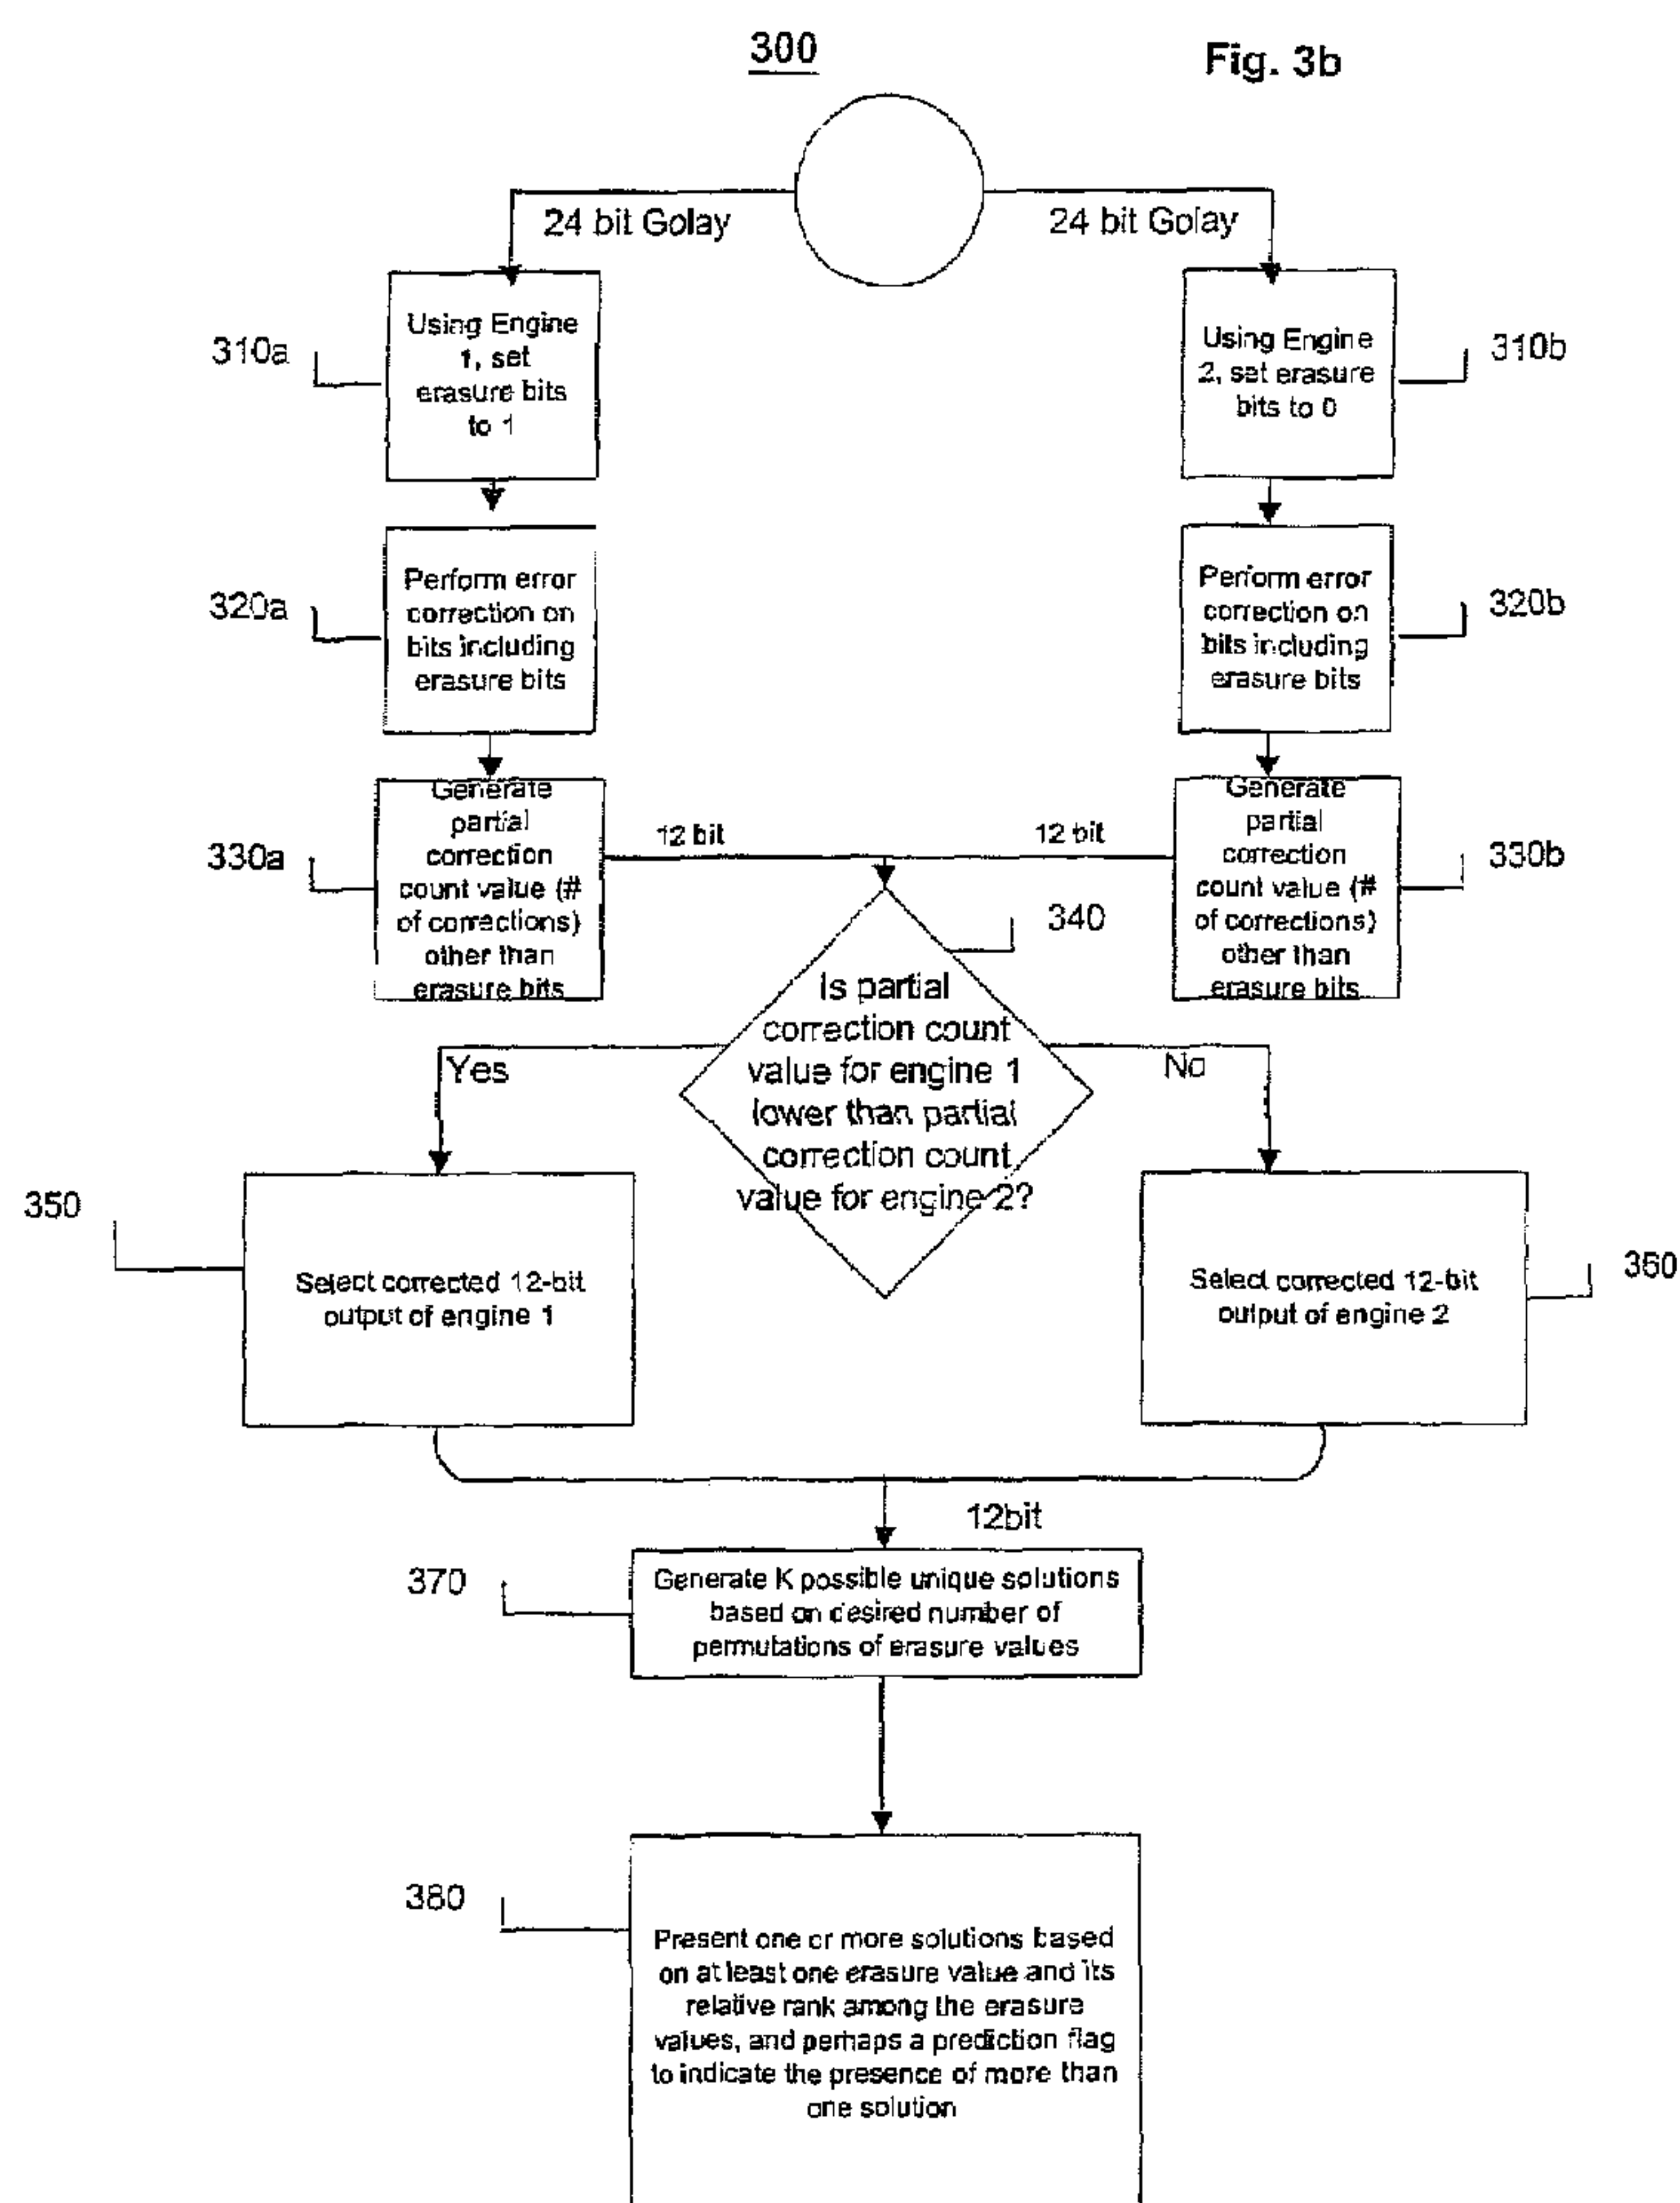 300
Fig. 3b
24 bit Golay
24 bit Golay
310a
Using Engine
1, set
erasure bits
to 1
Using Engine
2, set erasure
bits to 0
310b
320a
Perform error
correction on
bits including
erasure bits
Perform error
correction on
bits including
erasure bits
320b
330a
Generate
partial
correction
count value (#
of corrections)
other than
erasure bits
12 bit
12 bit
Generate
partial
correction
count value (#
of corrections)
other than
erasure bits
330b
340
Is partial
correction count
value for engine 1
lower than partial
correction count
value for engine 2?
Yes
No
350
Select corrected 12-bit
output of engine 1
Select corrected 12-bit
output of engine 2
360
12bit
370
Generate K possible unique solutions
based on desired number of
permutations of erasure values
380
Present one or more solutions based
on at least one erasure value and its
relative rank among the erasure
values, and perhaps a prediction flag
to indicate the presence of more than
one solution